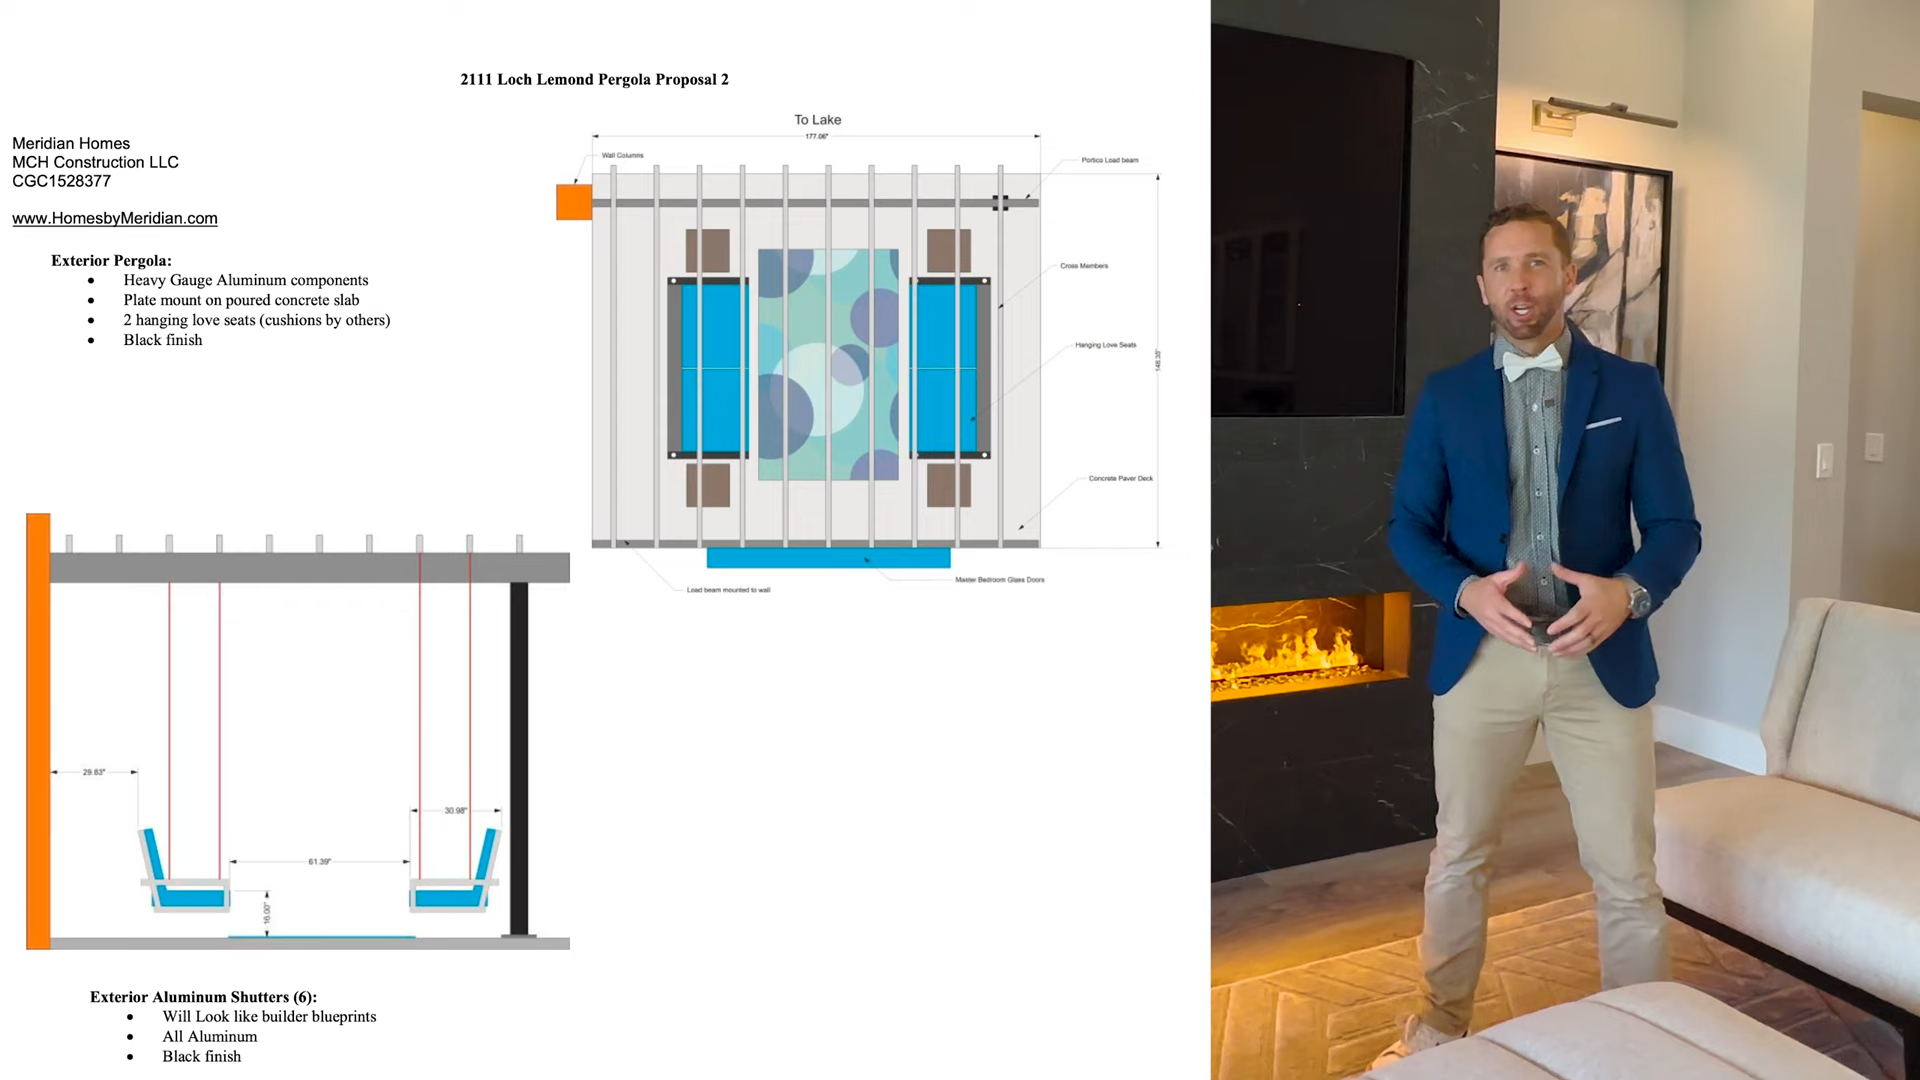 2111 Loch Lemond Pergola Proposal 2
Meridian Homes
MCH Construction LLC
CGC1528377
www.HomesbyMeridian.com
Exterior Pergola:
• Heavy Gauge Aluminum components
• Plate mount on poured concrete slab
• 2 hanging love seats (cushions by others)
• Black finish
To Lake
177.06"
Wall Columns
Portico Load beam
Cross Members
Hanging Love Seats
148.35"
Concrete Paver Deck
Master Bedroom Glass Doors
Load beam mounted to wall
29.83"
30.98"
61.39"
16.00"
Exterior Aluminum Shutters (6):
• Will Look like builder blueprints
• All Aluminum
• Black finish